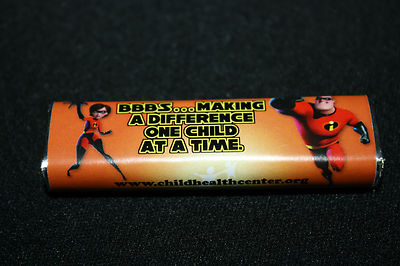 BBBS...MAKING
A DIFFERENCE
ONE CHILD
AT A TIME.
www.childhealthcenter.org